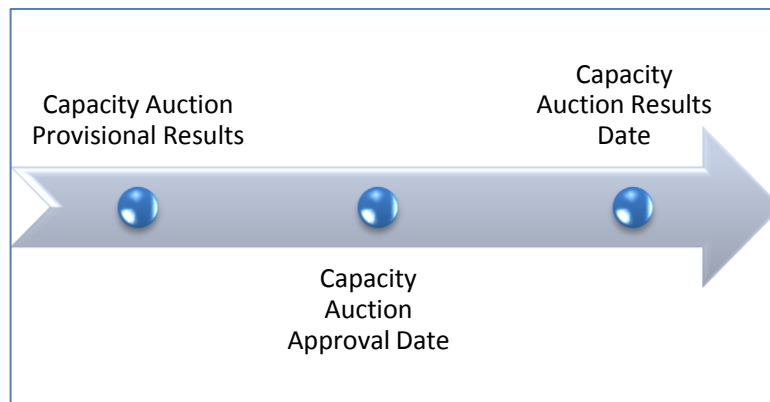 Capacity Auction
Provisional Results
Capacity
Auction
Approval Date
Capacity
Auction Results
Date